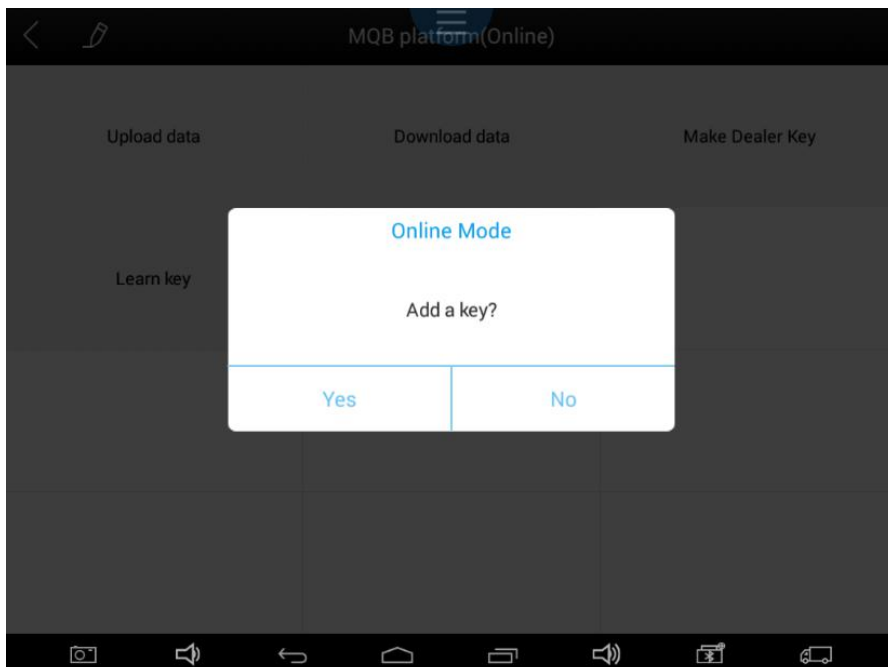 MQB platform(Online)
Upload data
Download data
Make Dealer Key
Learn key
Online Mode
Add a key?
Yes
No